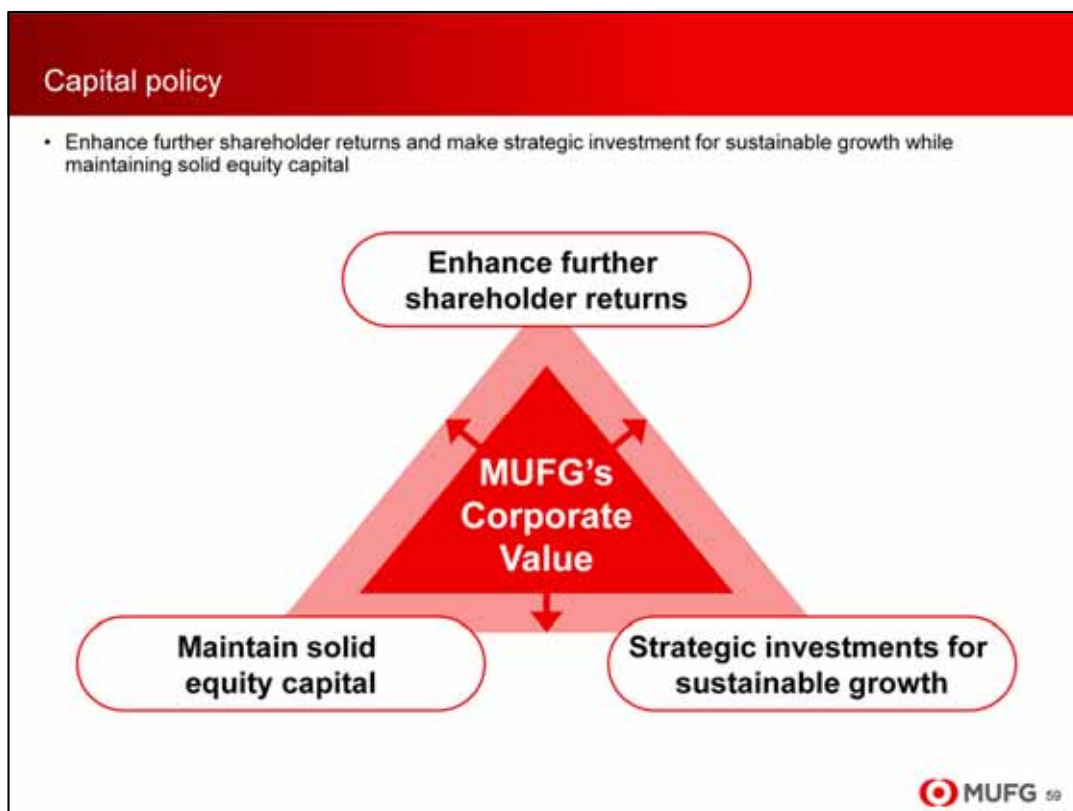 Capital policy
• Enhance further shareholder returns and make strategic investment for sustainable growth while
maintaining solid equity capital
Enhance further
shareholder returns
MUFG's
Corporate
Value
Maintain solid
equity capital
Strategic investments for
sustainable growth
MUFG 59